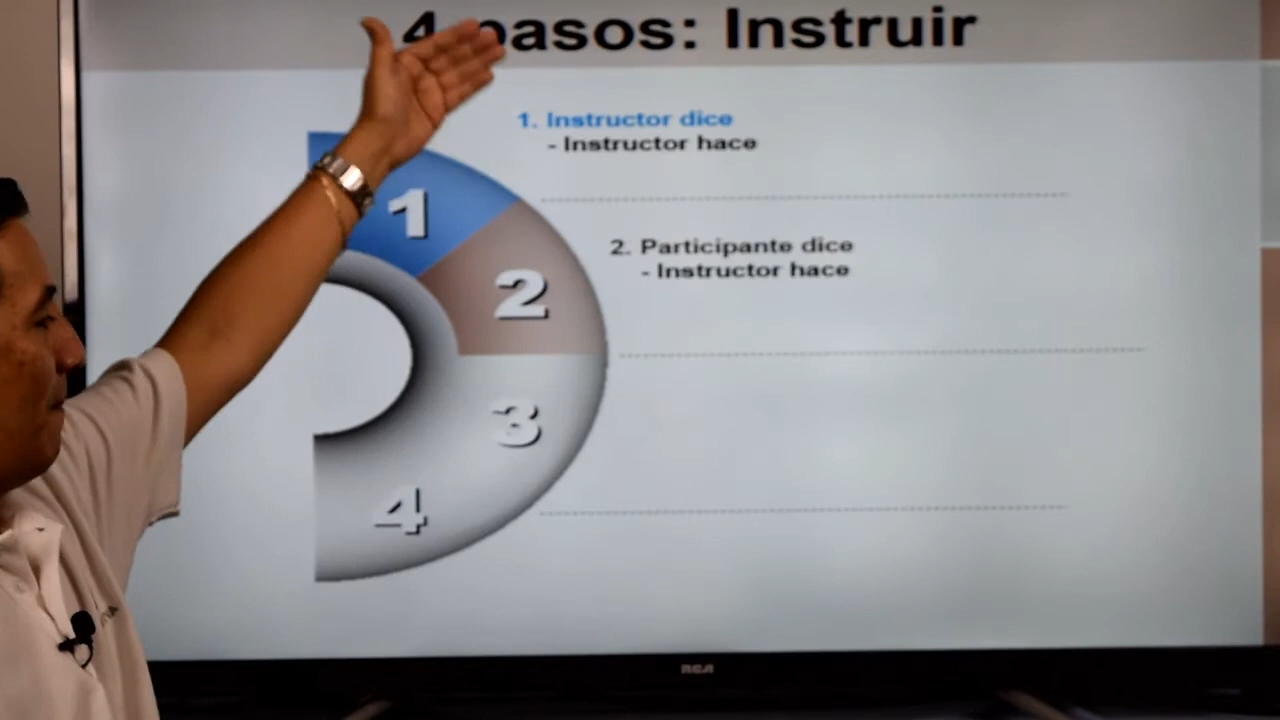 4 pasos: Instruir
1. Instructor dice
- Instructor hace
1
2. Participante dice
- Instructor hace
2
3
4
RCA